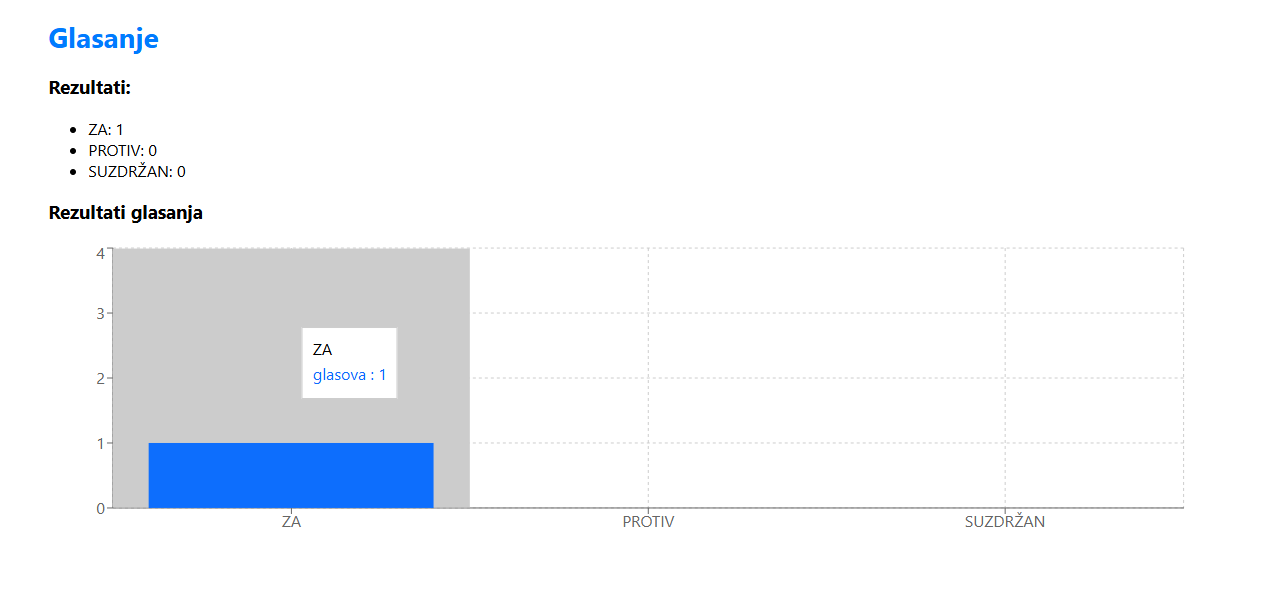 Glasanje
Rezultati:
ZA: 1
PROTIV: 0
SUZDRŽAN: 0
Rezultati glasanja
4
3
2
1
0
ZA
glasova : 1
ZA
PROTIV
SUZDRŽAN